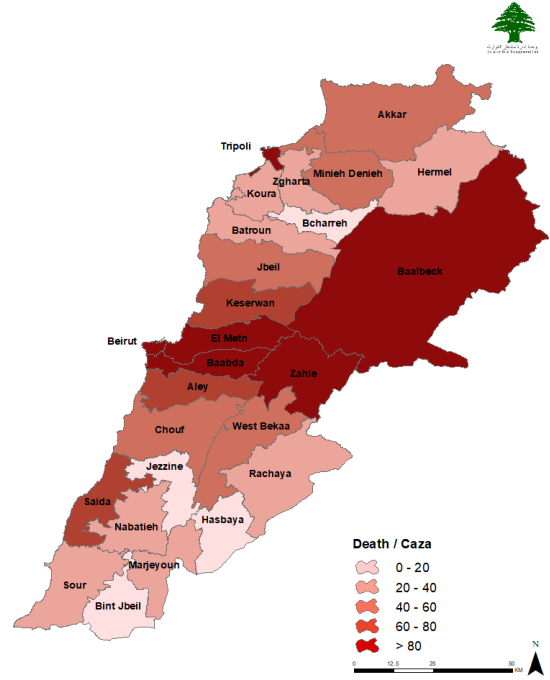 Akkar
Tripoli
Hermel
Minieh Denieh
Zgharta
Koura
Bcharreh
Batroun
Jbeil
Baalbeck
Keserwan
El Metn
Beirut
Baabda
Zahle
Aley
Chouf
West Bekaa
Jezzine
Rachaya
Saida
Hasbaya
Nabatieh
Marjeyoun
Sour
Bint Jbeil
Death / Caza
0 - 20
20 - 40
40 - 60
60 - 80
> 80
N
0 12.5 25 50
KM